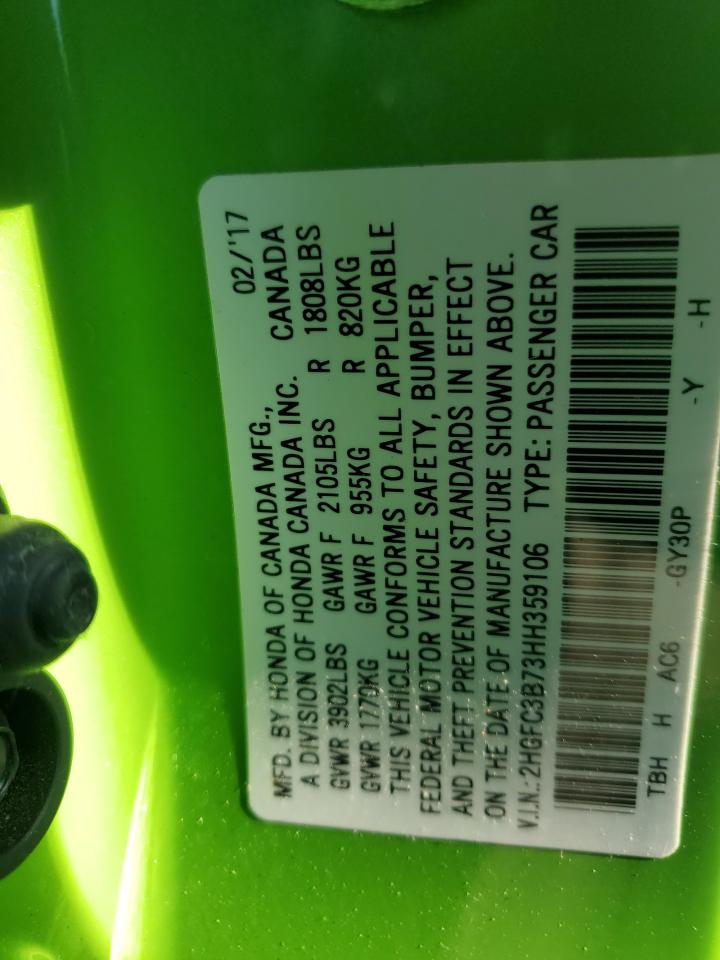 MFD. BY HONDA OF CANADA MFG., 02/'17
A DIVISION OF HONDA CANADA INC. CANADA
GVWR 3902LBS GAWR F 2105LBS R 1808LBS
GVWR 1770KG GAWR F 955KG R 820KG
THIS VEHICLE CONFORMS TO ALL APPLICABLE
FEDERAL MOTOR VEHICLE SAFETY, BUMPER,
AND THEFT PREVENTION STANDARDS IN EFFECT
ON THE DATE OF MANUFACTURE SHOWN ABOVE.
V.I.N.: 2HGFC3B73HH359106 TYPE: PASSENGER CAR
TBH H AC6 -GY30P -Y -H